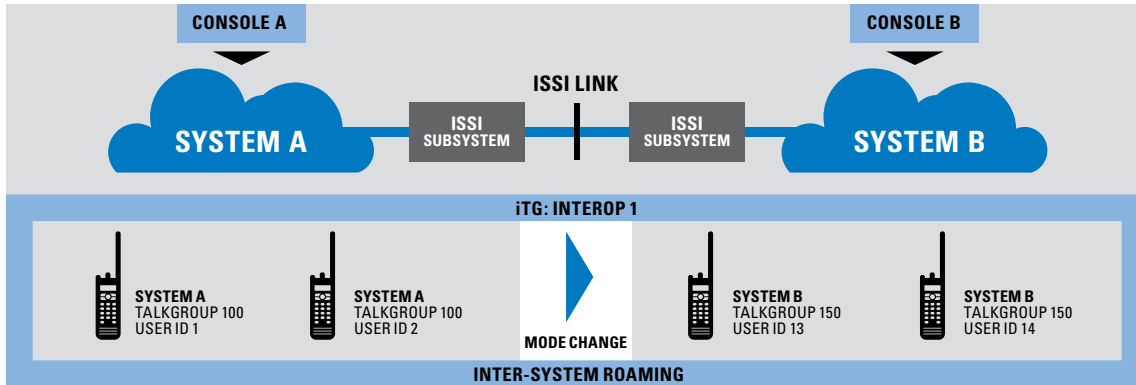 CONSOLE A
CONSOLE B
ISSI LINK
SYSTEM A
ISSI
SUBSYSTEM
ISSI
SUBSYSTEM
SYSTEM B
iTG: INTEROP 1
SYSTEM A
TALKGROUP 100
USER ID 1
SYSTEM A
TALKGROUP 100
USER ID 2
MODE CHANGE
SYSTEM B
TALKGROUP 150
USER ID 13
SYSTEM B
TALKGROUP 150
USER ID 14
INTER-SYSTEM ROAMING